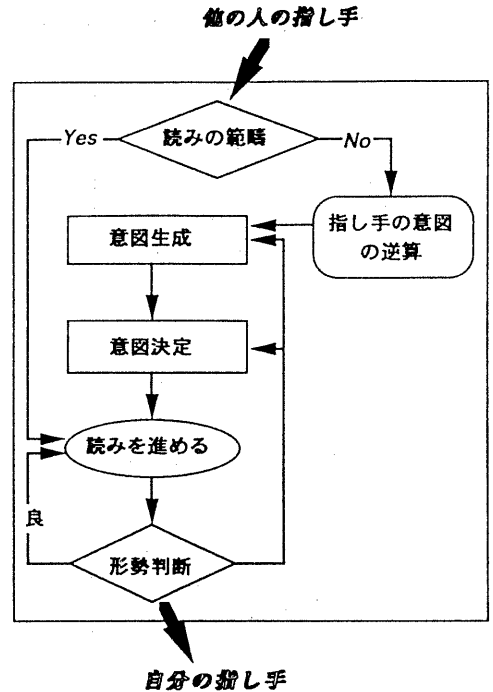 他の人の指し手
読みの範疇
Yes
No
指し手の意図
の逆算
意図生成
意図決定
読みを進める
良
形勢判断
自分の指し手